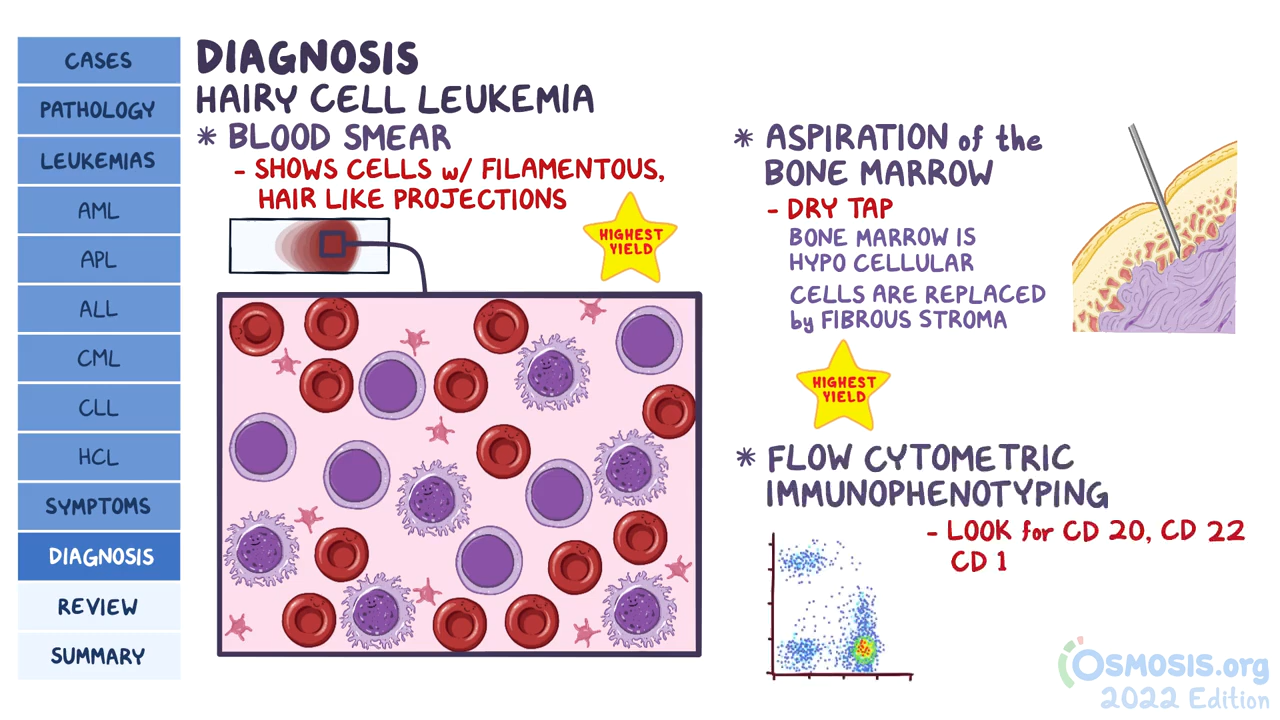 CASES
PATHOLOGY
LEUKEMIAS
AML
APL
ALL
CML
CLL
HCL
SYMPTOMS
DIAGNOSIS
REVIEW
SUMMARY
DIAGNOSIS
HAIRY CELL LEUKEMIA
* BLOOD SMEAR
- SHOWS CELLS w/ FILAMENTOUS,
HAIR LIKE PROJECTIONS
HIGHEST
YIELD
* ASPIRATION of the
BONE MARROW
- DRY TAP
BONE MARROW IS
HYPO CELLULAR
CELLS ARE REPLACED
by FIBROUS STROMA
HIGHEST
YIELD
* FLOW CYTOMETRIC
IMMUNOPHENOTYPING
- LOOK for CD 20, CD 22
CD 1
OSMOSIS.org
2022 Edition